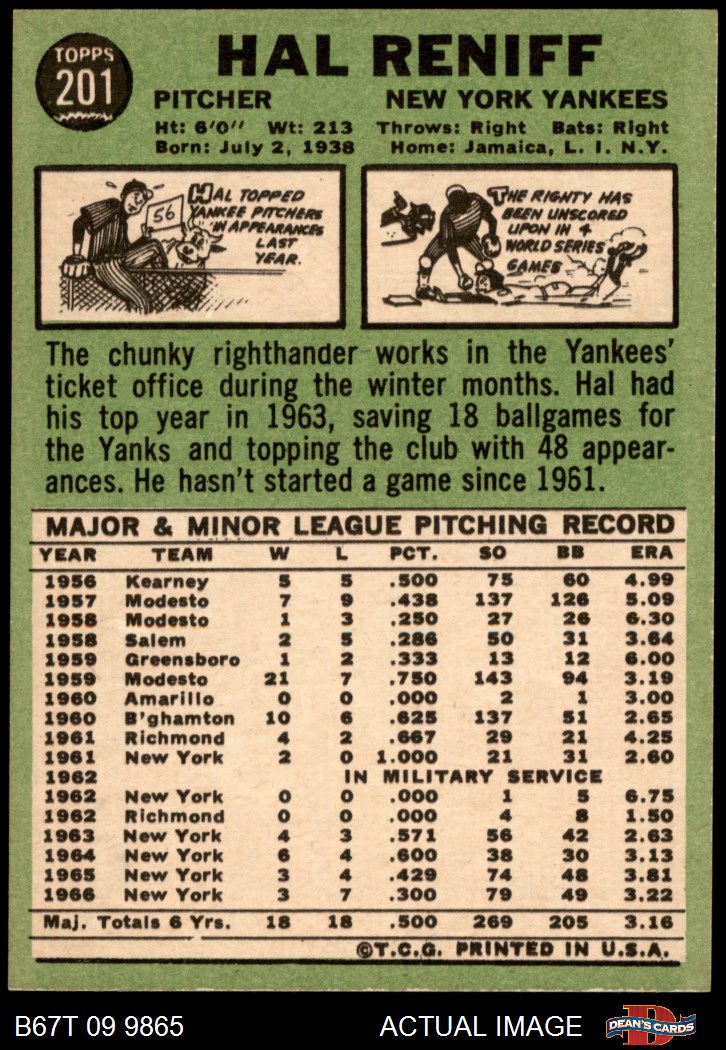 TOPPS
201
HAL RENIFF
PITCHER NEW YORK YANKEES
Ht: 6'0" Wt: 213 Throws: Right Bats: Right
Born: July 2, 1938 Home: Jamaica, L. I. N.Y.
56
HAL TOPPED
YANKEE PITCHERS
IN APPEARANCES
LAST
YEAR.
THE RIGHTY HAS
BEEN UNSCORED
UPON IN 4
WORLD SERIES
GAMES
The chunky righthander works in the Yankees'
ticket office during the winter months. Hal had
his top year in 1963, saving 18 ballgames for
the Yanks and topping the club with 48 appear-
ances. He hasn't started a game since 1961.
MAJOR & MINOR LEAGUE PITCHING RECORD
YEAR TEAM W L PCT. SO BB ERA
1956 Kearney 5 5 .500 75 60 4.99
1957 Modesto 7 9 .438 137 126 5.09
1958 Modesto 1 3 .250 27 26 6.30
1958 Salem 2 5 .286 50 31 3.64
1959 Greensboro 1 2 .333 13 12 6.00
1959 Modesto 21 7 .750 143 94 3.19
1960 Amarillo 0 0 .000 2 1 3.00
1960 B'ghamton 10 6 .625 137 51 2.65
1961 Richmond 4 2 .667 29 21 4.25
1961 New York 2 0 1.000 21 31 2.60
1962 IN MILITARY SERVICE
1962 New York 0 0 .000 1 5 6.75
1962 Richmond 0 0 .000 4 8 1.50
1963 New York 4 3 .571 56 42 2.63
1964 New York 6 4 .600 38 30 3.13
1965 New York 3 4 .429 74 48 3.81
1966 New York 3 7 .300 79 49 3.22
Maj. Totals 6 Yrs. 18 18 .500 269 205 3.16
©T.C.G. PRINTED IN U.S.A.
B67T 09 9865 ACTUAL IMAGE DEAN'S CARDS